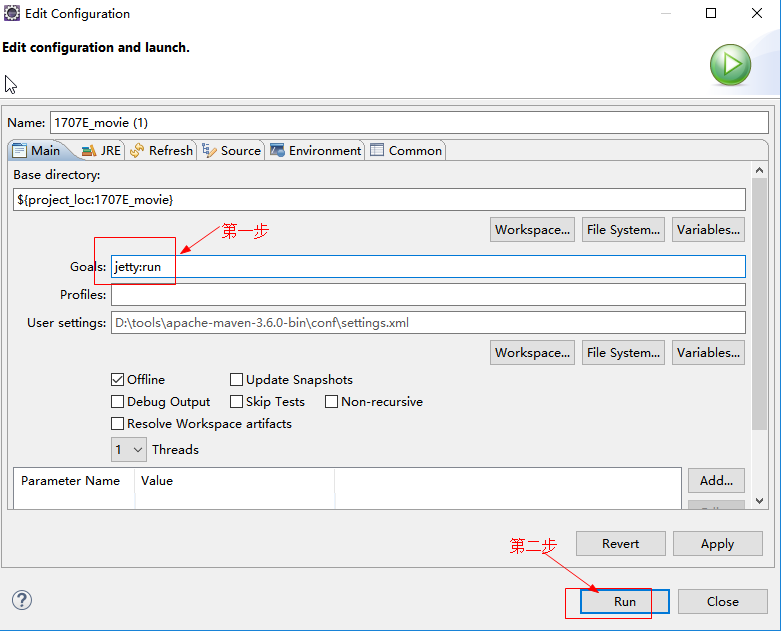 Edit Configuration
Edit configuration and launch.
Name: 1707E_movie (1)
Main JRE Refresh Source Environment Common
Base directory:
${project_loc:1707E_movie}
Workspace... File System... Variables...
第一步
Goals: jetty:run
Profiles:
User settings: D:\tools\apache-maven-3.6.0-bin\conf\settings.xml
Workspace... File System... Variables...
Offline Update Snapshots
Debug Output Skip Tests Non-recursive
Resolve Workspace artifacts
1 Threads
Parameter Name Value Add...
Revert Apply
第二步
Run Close